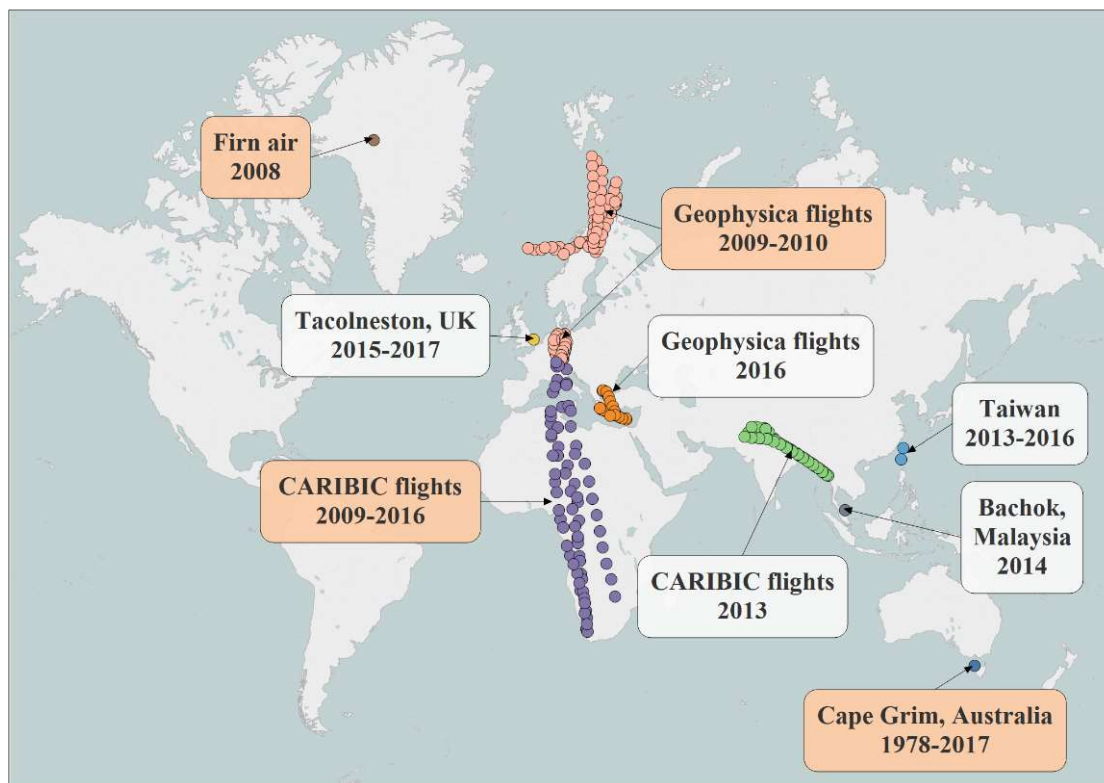 Firn air
2008
Geophysica flights
2009-2010
Tacolneston, UK
2015-2017
Geophysica flights
2016
Taiwan
2013-2016
CARIBIC flights
2009-2016
Bachok,
Malaysia
2014
CARIBIC flights
2013
Cape Grim, Australia
1978-2017